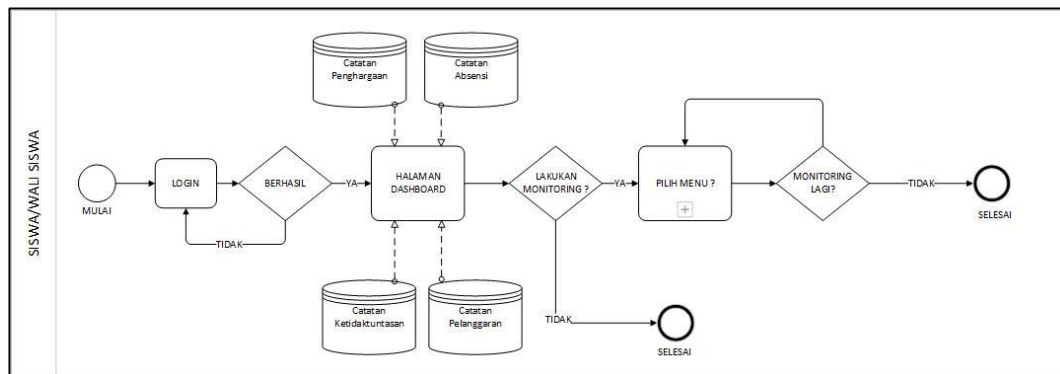 SISWA/WALI SISWA
MULAI
LOGIN
BERHASIL
TIDAK
YA
Catatan
Penghargaan
Catatan
Absensi
HALAMAN
DASHBOARD
Catatan
Ketidaktuntasan
Catatan
Pelanggaran
LAKUKAN
MONITORING ?
YA
TIDAK
SELESAI
PILIH MENU ?
MONITORING
LAGI?
TIDAK
SELESAI